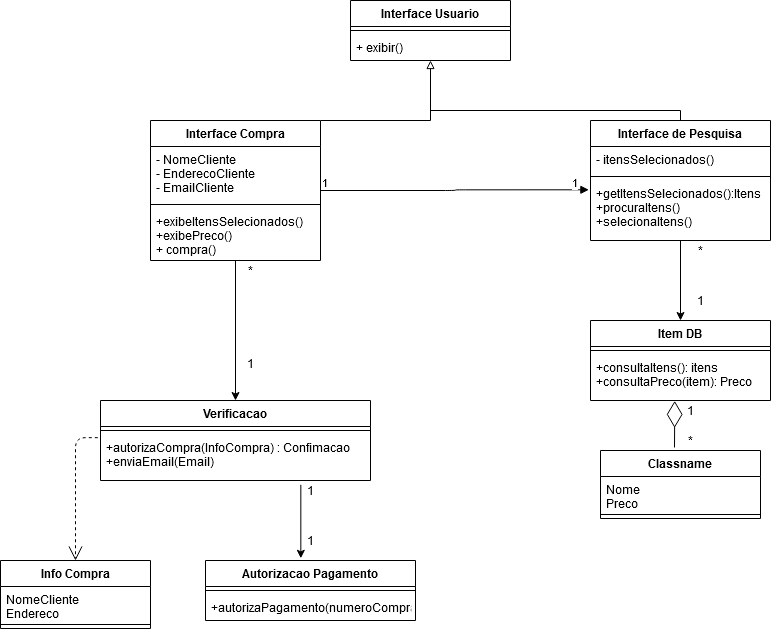 Interface Usuario
+ exibir()
Interface Compra
- NomeCliente
- EnderecoCliente
- EmailCliente
+exibeItensSelecionados()
+exibePreco()
+ compra()
1
1
Interface de Pesquisa
- itensSelecionados()
+getItensSelecionados():Itens
+procuraItens()
+selecionaItens()
*
1
*
1
Item DB
+consultaItens(): itens
+consultaPreco(item): Preco
1
*
Verificacao
+autorizaCompra(InfoCompra) : Confimacao
+enviaEmail(Email)
Classname
Nome
Preco
1
1
Info Compra
NomeCliente
Endereco
Autorizacao Pagamento
+autorizaPagamento(numeroCompr